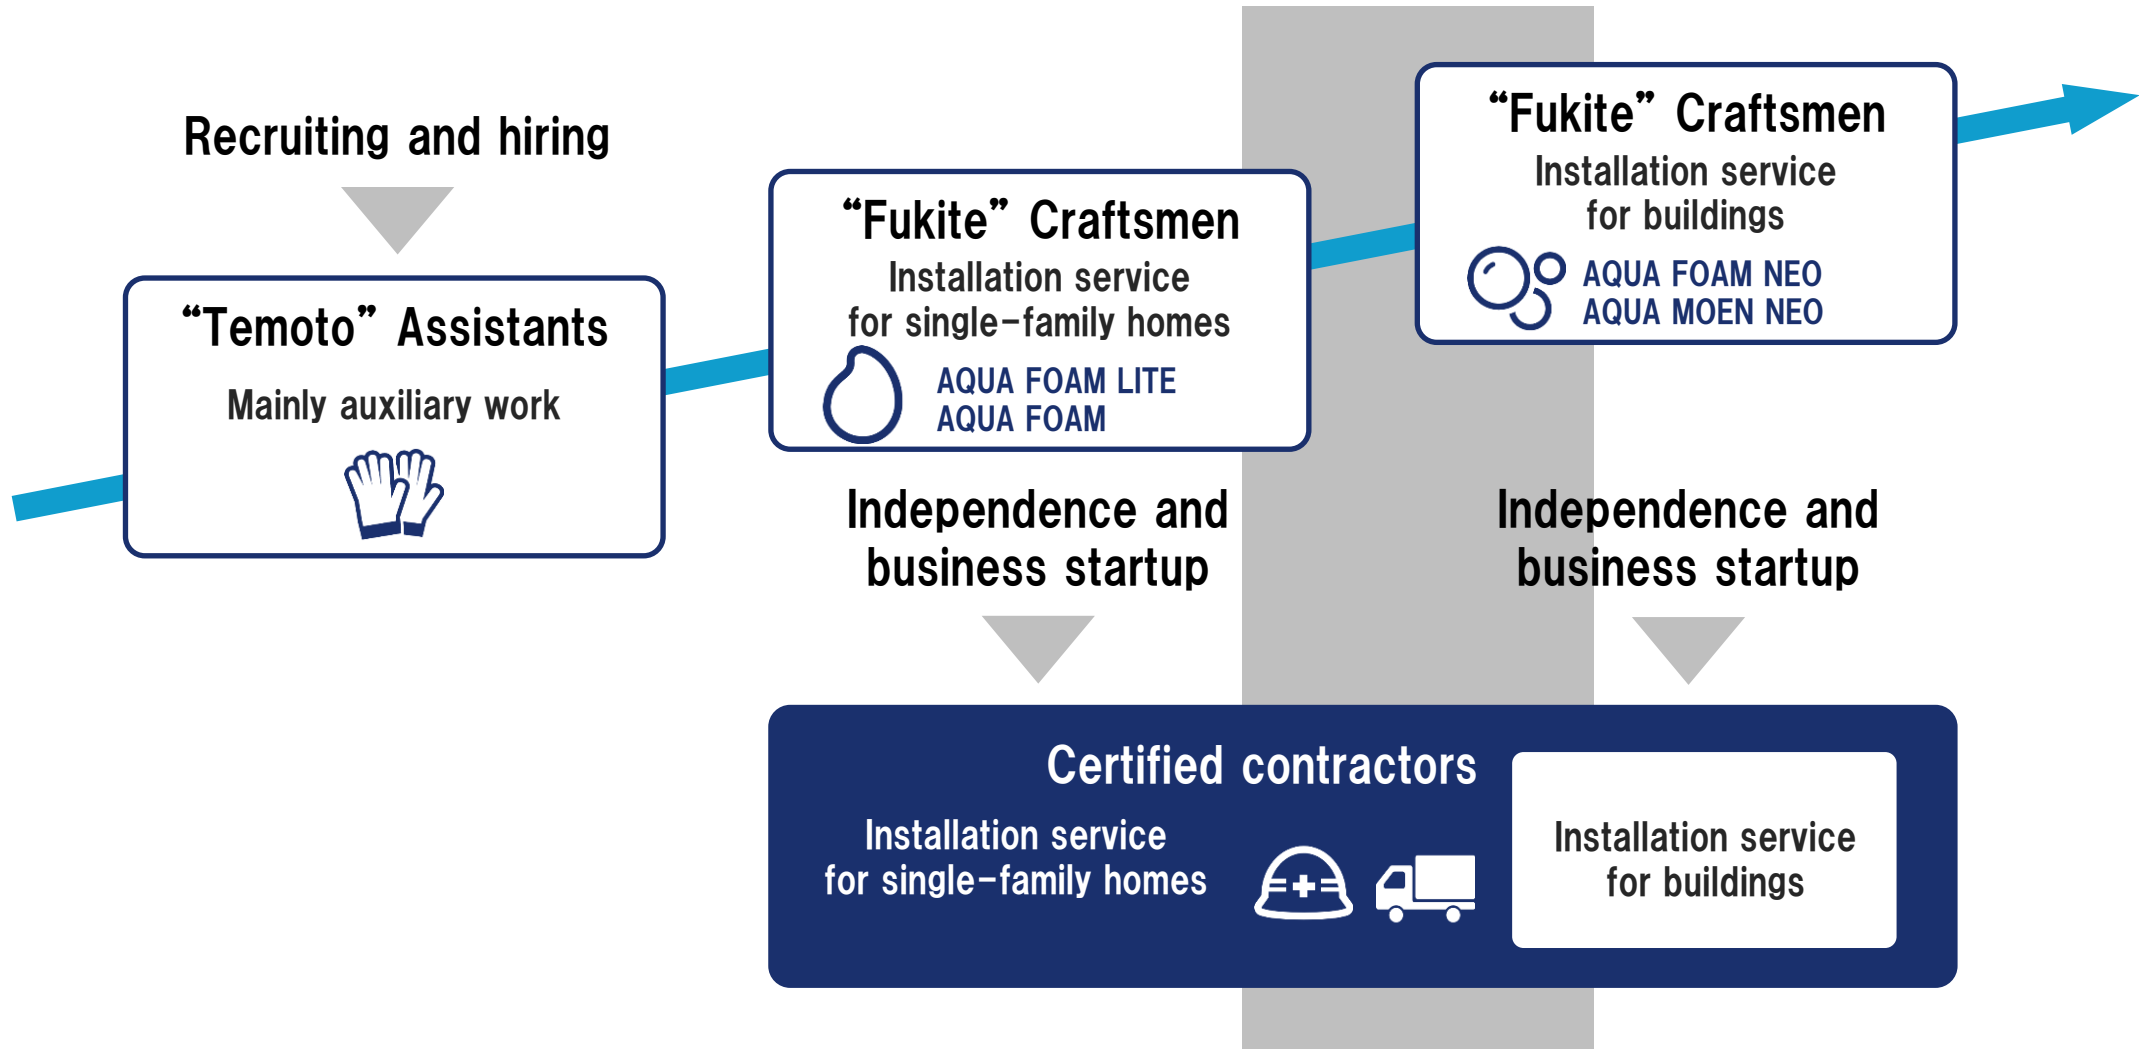 Recruiting and hiring
“Temoto” Assistants
Mainly auxiliary work
“Fukite” Craftsmen
Installation service
for single-family homes
AQUA FOAM LITE
AQUA FOAM
“Fukite” Craftsmen
Installation service
for buildings
AQUA FOAM NEO
AQUA MOEN NEO
Independence and
business startup
Independence and
business startup
Certified contractors
Installation service
for single-family homes
Installation service
for buildings